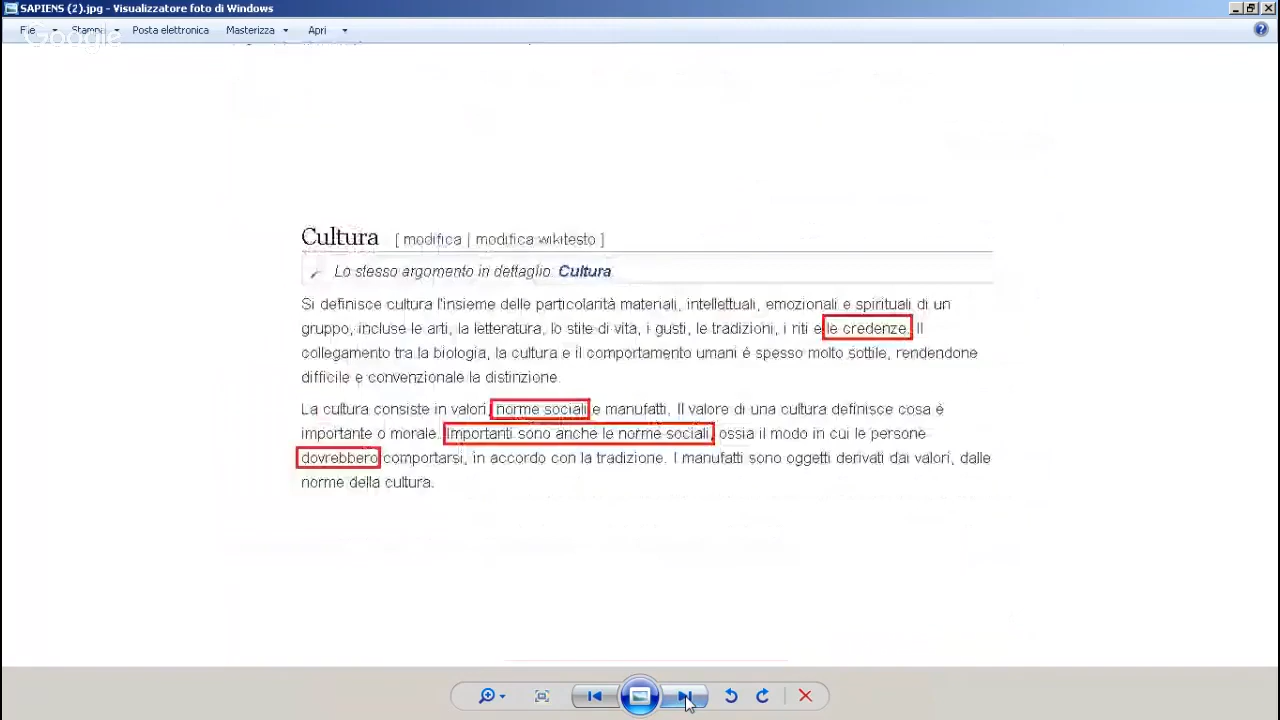 SAPIENS (2).jpg - Visualizzatore foto di Windows
File Stampa Posta elettronica Masterizza Apri
Google
Cultura [ modifica | modifica wikitesto ]
Lo stesso argomento in dettaglio: Cultura.
Si definisce cultura l'insieme delle particolarità materiali, intellettuali, emozionali e spirituali di un
gruppo, incluse le arti, la letteratura, lo stile di vita, i gusti, le tradizioni, i riti e le credenze. Il
collegamento tra la biologia, la cultura e il comportamento umani è spesso molto sottile, rendendone
difficile e convenzionale la distinzione.
La cultura consiste in valori, norme sociali e manufatti. Il valore di una cultura definisce cosa è
importante o morale. Importanti sono anche le norme sociali, ossia il modo in cui le persone
dovrebbero comportarsi, in accordo con la tradizione. I manufatti sono oggetti derivati dai valori, dalle
norme della cultura.